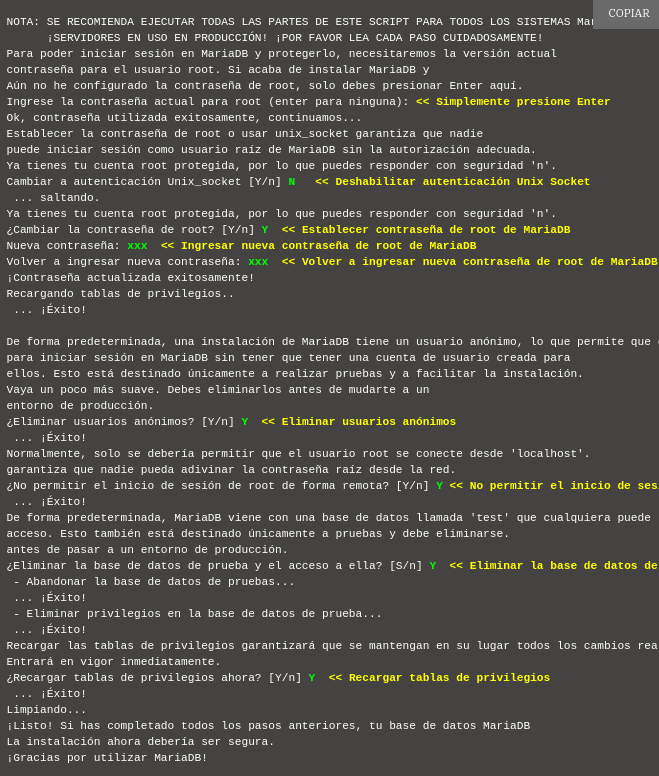 COPIAR
NOTA: SE RECOMIENDA EJECUTAR TODAS LAS PARTES DE ESTE SCRIPT PARA TODOS LOS SISTEMAS
¡SERVIDORES EN USO EN PRODUCCIÓN! ¡POR FAVOR LEA CADA PASO CUIDADOSAMENTE!
Para poder iniciar sesión en MariaDB y protegerlo, necesitaremos la versión actual
contraseña para el usuario root. Si acaba de instalar MariaDB y
Aún no he configurado la contraseña de root, solo debes presionar Enter aquí.
Ingrese la contraseña actual para root (enter para ninguna): << Simplemente presione Enter
Ok, contraseña utilizada exitosamente, continuamos...
Establecer la contraseña de root o usar unix_socket garantiza que nadie
puede iniciar sesión como usuario raíz de MariaDB sin la autorización adecuada.
Ya tienes tu cuenta root protegida, por lo que puedes responder con seguridad 'n'.
Cambiar a autenticación Unix_socket [Y/n] N << Deshabilitar autenticación Unix Socket
... saltando.
Ya tienes tu cuenta root protegida, por lo que puedes responder con seguridad 'n'.
¿Cambiar la contraseña de root? [Y/n] Y << Establecer contraseña de root de MariaDB
Nueva contraseña: xxx << Ingresar nueva contraseña de root de MariaDB
Volver a ingresar nueva contraseña: xxx << Volver a ingresar nueva contraseña de root de MariaDB
¡Contraseña actualizada exitosamente!
Recargando tablas de privilegios..
... ¡Éxito!
De forma predeterminada, una instalación de MariaDB tiene un usuario anónimo, lo que permite que
para iniciar sesión en MariaDB sin tener que tener una cuenta de usuario creada para
ellos. Esto está destinado únicamente a realizar pruebas y a facilitar la instalación.
Vaya un poco más suave. Debes eliminarlos antes de mudarte a un
entorno de producción.
¿Eliminar usuarios anónimos? [Y/n] Y << Eliminar usuarios anónimos
... ¡Éxito!
Normalmente, solo se debería permitir que el usuario root se conecte desde 'localhost'.
garantiza que nadie pueda adivinar la contraseña raíz desde la red.
¿No permitir el inicio de sesión de root de forma remota? [Y/n] Y << No permitir el inicio de
... ¡Éxito!
De forma predeterminada, MariaDB viene con una base de datos llamada 'test' que cualquiera puede
acceso. Esto también está destinado únicamente a pruebas y debe eliminarse.
antes de pasar a un entorno de producción.
¿Eliminar la base de datos de prueba y el acceso a ella? [S/n] Y << Eliminar la base de datos de
- Abandonar la base de datos de pruebas...
... ¡Éxito!
- Eliminar privilegios en la base de datos de prueba...
... ¡Éxito!
Recargar las tablas de privilegios garantizará que se mantengan en su lugar todos los cambios
Entrará en vigor inmediatamente.
¿Recargar tablas de privilegios ahora? [Y/n] Y << Recargar tablas de privilegios
... ¡Éxito!
Limpiando...
¡Listo! Si has completado todos los pasos anteriores, tu base de datos MariaDB
La instalación ahora debería ser segura.
¡Gracias por utilizar MariaDB!